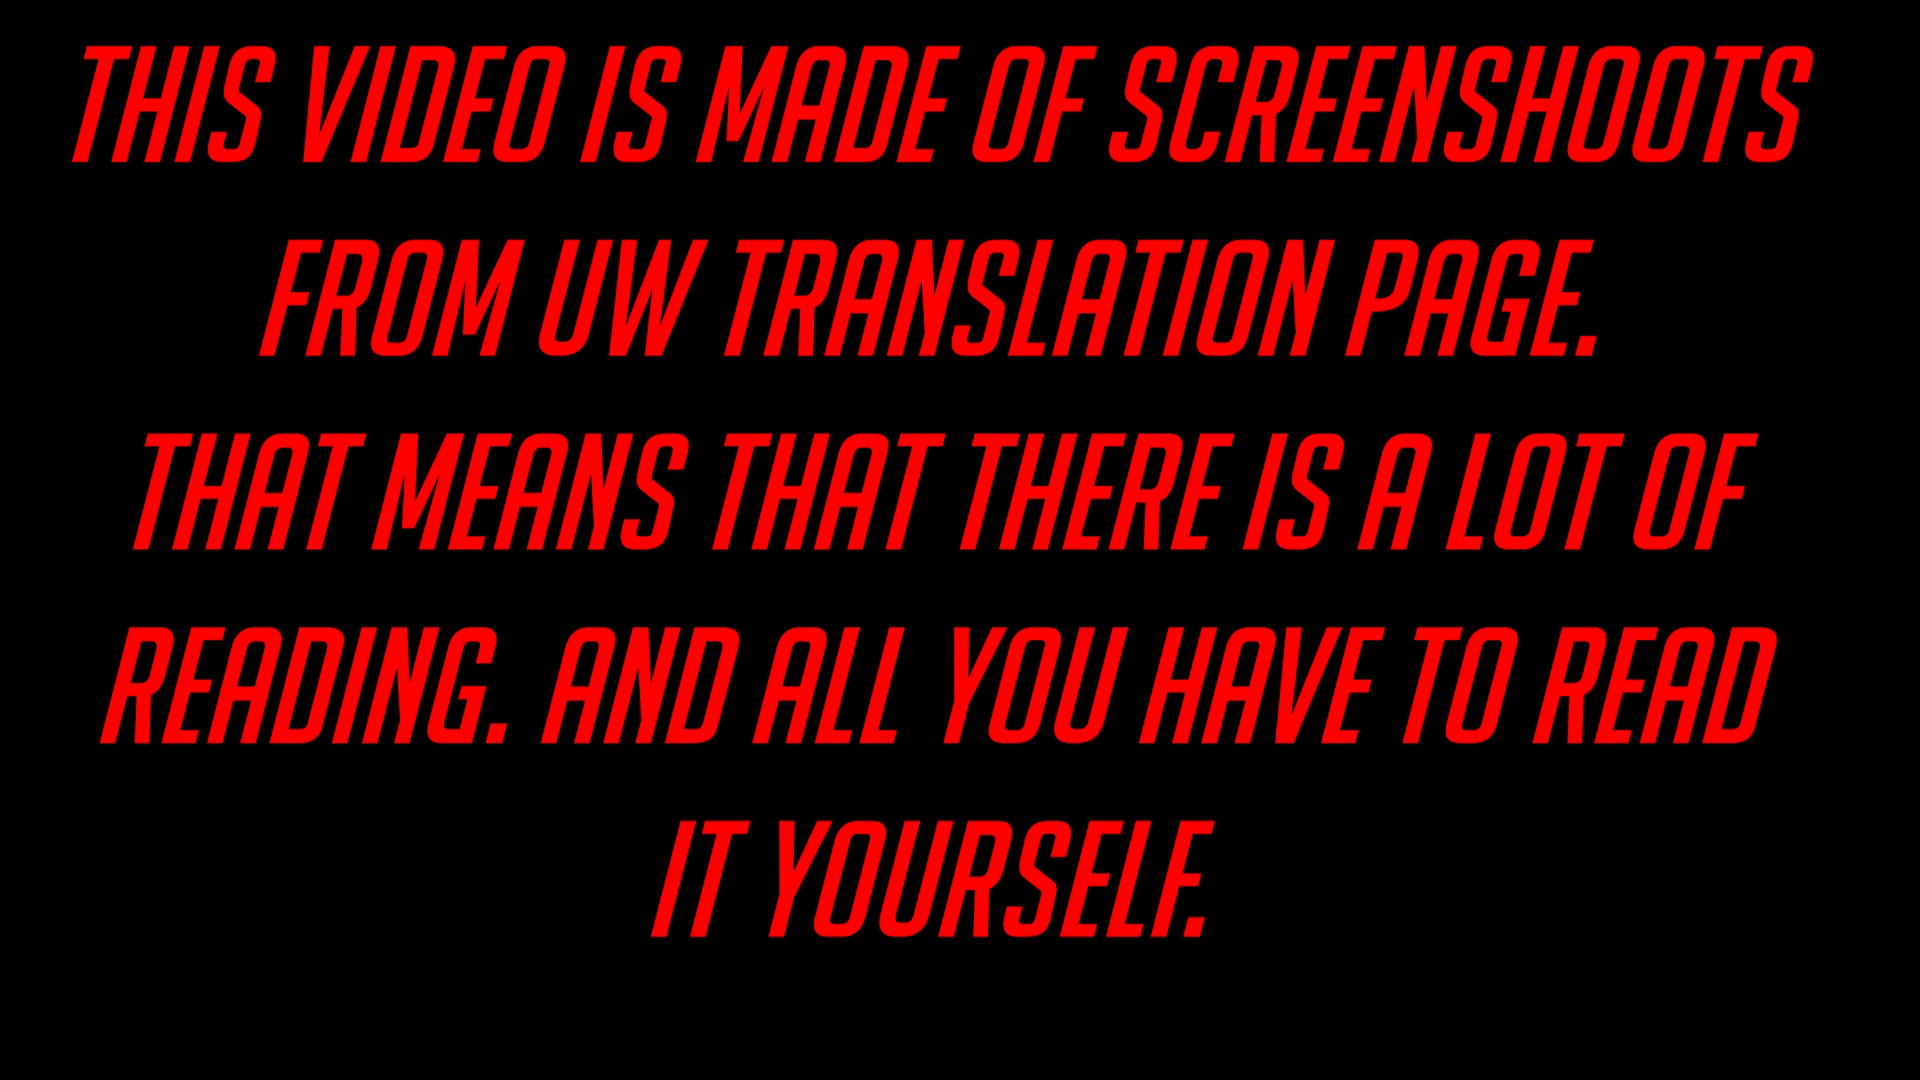 THIS VIDEO IS MADE OF SCREENSHOOTS
FROM UW TRANSLATION PAGE.
THAT MEANS THAT THERE IS A LOT OF
READING. AND ALL YOU HAVE TO READ
IT YOURSELF.